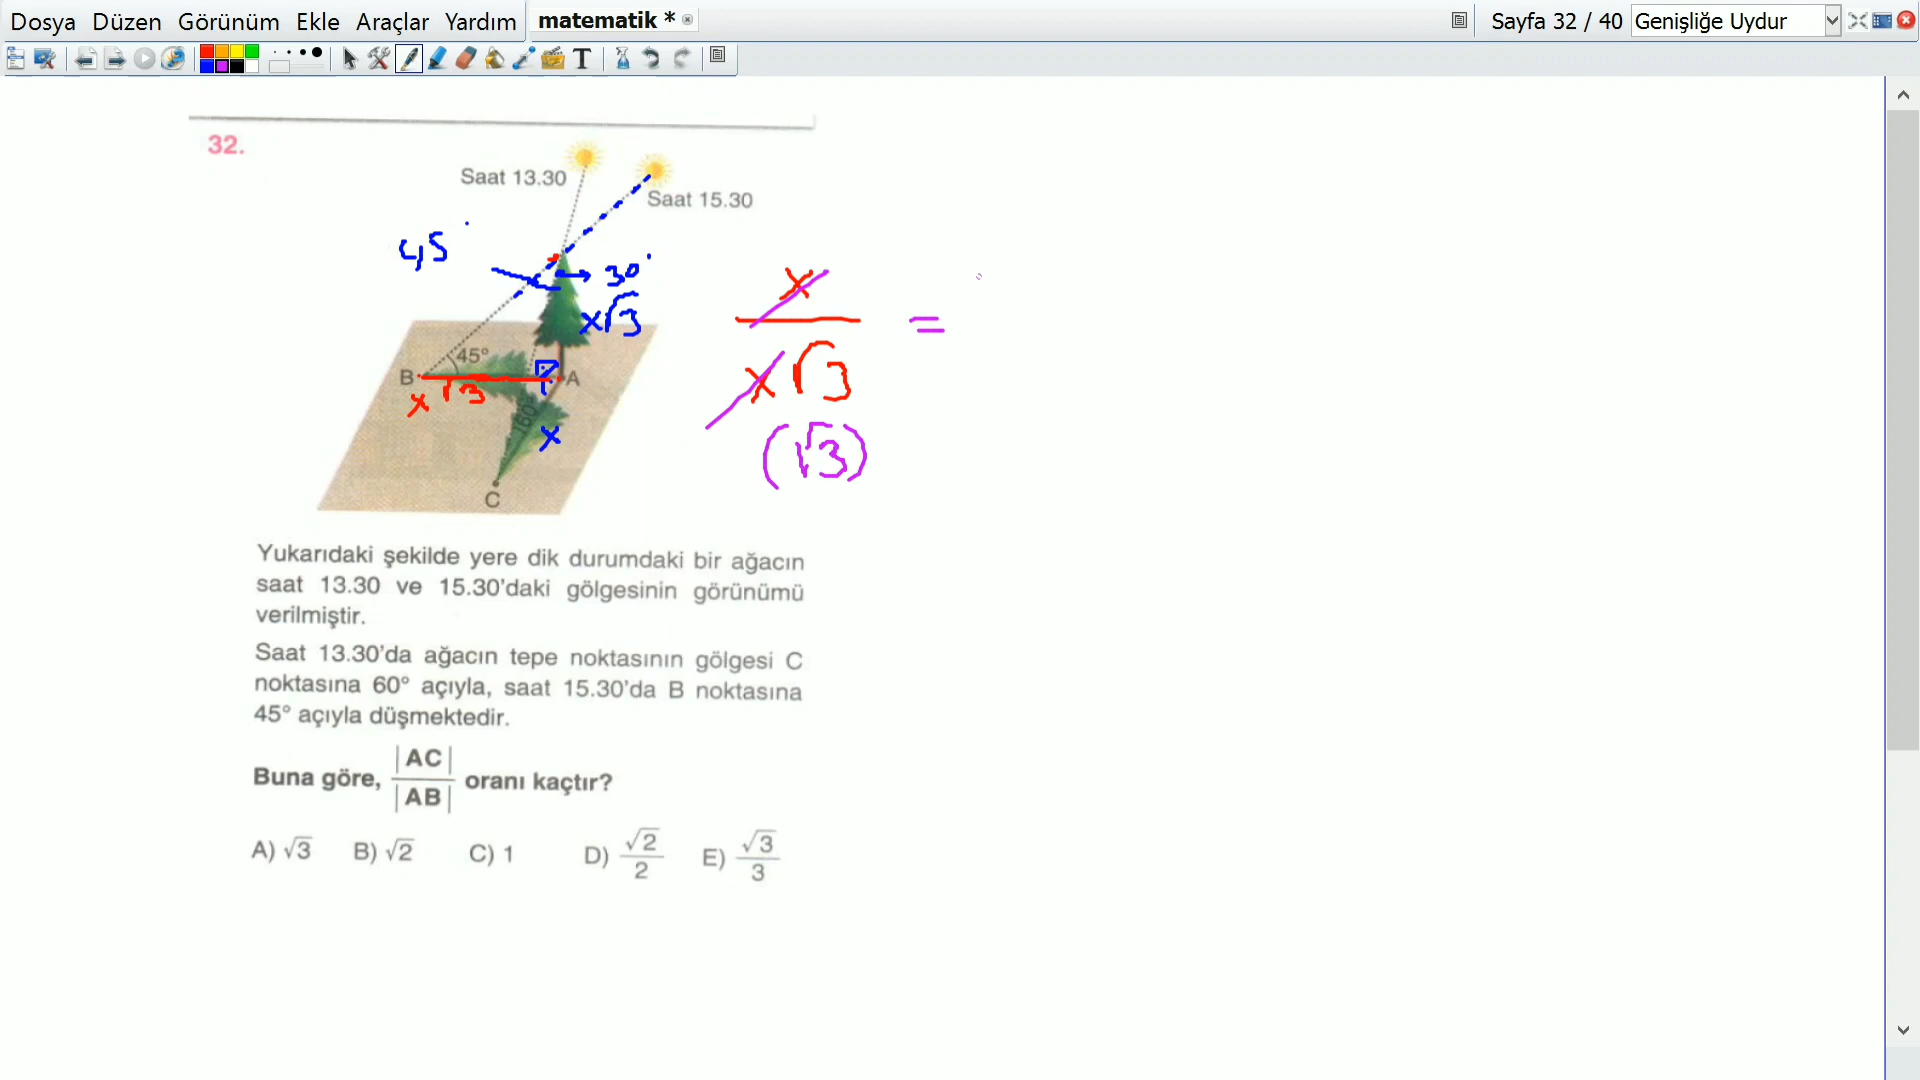 Dosya Düzen Görünüm Ekle Araçlar Yardım matematik * Sayfa 32 / 40 Genişliğe Uydur
T
32.
Saat 13.30
Saat 15.30
45°
30°
x√3
45°
B
A
x√3
60°
x
C
x
x√3
=
(√3)
Yukarıdaki şekilde yere dik durumdaki bir ağacın
saat 13.30 ve 15.30'daki gölgesinin görünümü
verilmiştir.
Saat 13.30'da ağacın tepe noktasının gölgesi C
noktasına 60° açıyla, saat 15.30'da B noktasına
45° açıyla düşmektedir.
Buna göre, |AC| / |AB| oranı kaçtır?
A) √3 B) √2 C) 1 D) √2/2 E) √3/3